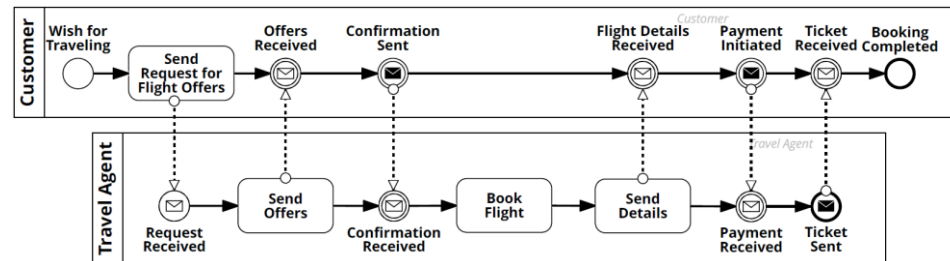 Customer
Customer
Wish for
Traveling
Send
Request for
Flight Offers
Offers
Received
Confirmation
Sent
Flight Details
Received
Payment
Initiated
Ticket
Received
Booking
Completed
Travel Agent
Travel Agent
Request
Received
Send
Offers
Confirmation
Received
Book
Flight
Send
Details
Payment
Received
Ticket
Sent